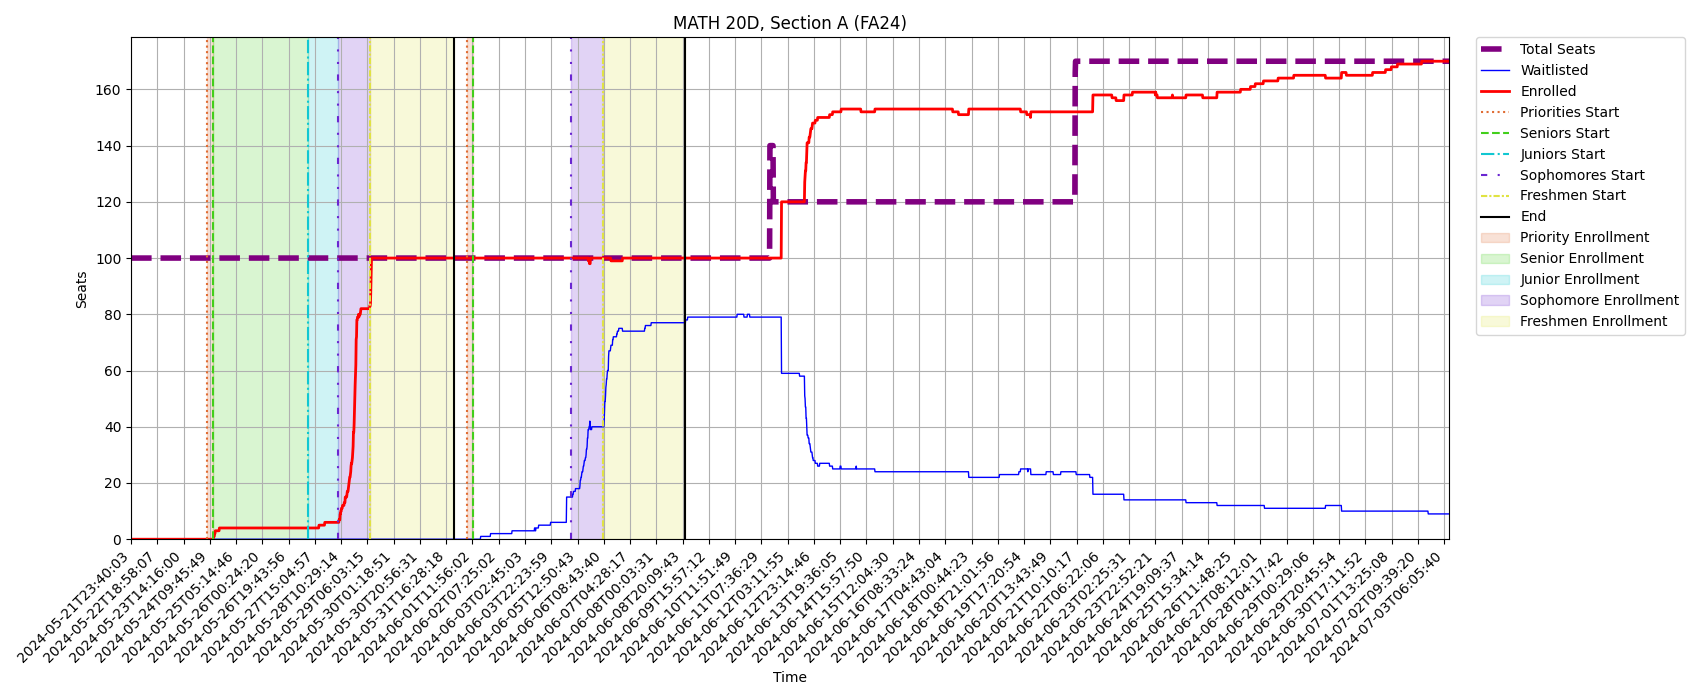 MATH 20D, Section A (FA24)
Seats
160
140
120
100
80
60
40
20
0
2024-05-21T23:40:03
2024-05-22T18:58:07
2024-05-23T14:16:00
2024-05-24T09:45:49
2024-05-25T05:14:46
2024-05-26T00:24:20
2024-05-26T19:43:56
2024-05-27T15:04:57
2024-05-28T10:29:14
2024-05-29T06:03:15
2024-05-30T01:18:51
2024-05-30T20:56:31
2024-05-31T16:28:18
2024-06-01T11:56:02
2024-06-02T07:25:02
2024-06-03T02:45:03
2024-06-03T22:23:59
2024-06-05T12:50:43
2024-06-06T08:43:40
2024-06-07T04:28:17
2024-06-08T00:03:31
2024-06-08T20:09:43
2024-06-09T15:57:12
2024-06-10T11:51:49
2024-06-11T07:36:29
2024-06-12T03:11:55
2024-06-12T23:14:46
2024-06-13T19:36:05
2024-06-14T15:57:50
2024-06-15T12:04:30
2024-06-16T08:33:24
2024-06-17T04:43:04
2024-06-18T00:44:23
2024-06-18T21:01:56
2024-06-19T17:20:54
2024-06-20T13:43:49
2024-06-21T10:10:17
2024-06-22T06:22:06
2024-06-23T02:25:31
2024-06-23T22:52:21
2024-06-24T19:09:37
2024-06-25T15:34:14
2024-06-26T11:48:25
2024-06-27T08:12:01
2024-06-28T04:17:42
2024-06-29T00:29:06
2024-06-29T20:45:54
2024-06-30T17:11:52
2024-07-01T13:25:08
2024-07-02T09:39:20
2024-07-03T06:05:40
Time
Total Seats
Waitlisted
Enrolled
Priorities Start
Seniors Start
Juniors Start
Sophomores Start
Freshmen Start
End
Priority Enrollment
Senior Enrollment
Junior Enrollment
Sophomore Enrollment
Freshmen Enrollment